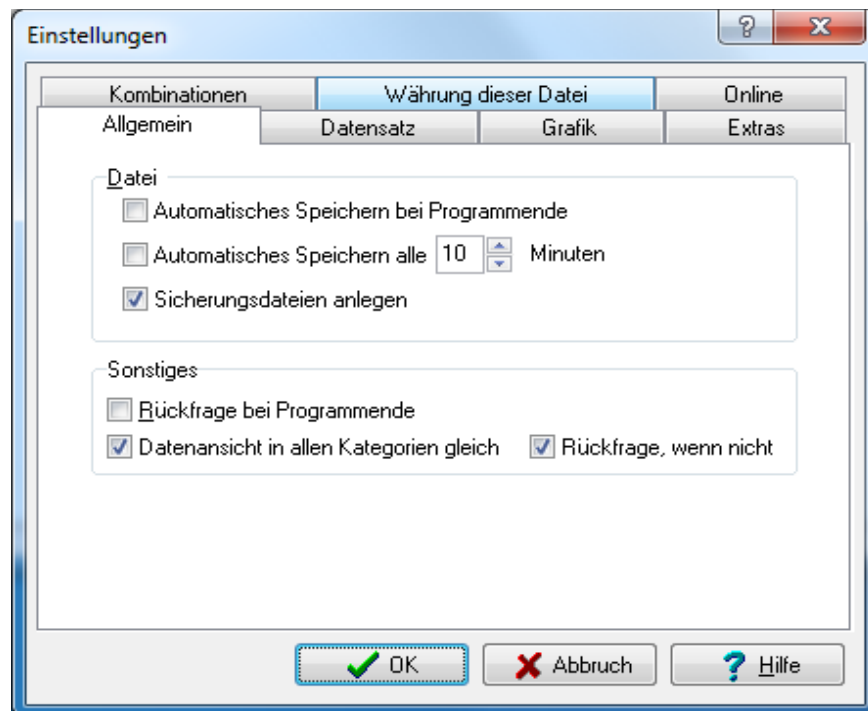 Einstellungen
Kombinationen Währung dieser Datei Online
Allgemein Datensatz Grafik Extras
Datei
Automatisches Speichern bei Programmende
Automatisches Speichern alle 10 Minuten
Sicherungsdateien anlegen
Sonstiges
Rückfrage bei Programmende
Datenansicht in allen Kategorien gleich Rückfrage, wenn nicht
OK Abbruch Hilfe